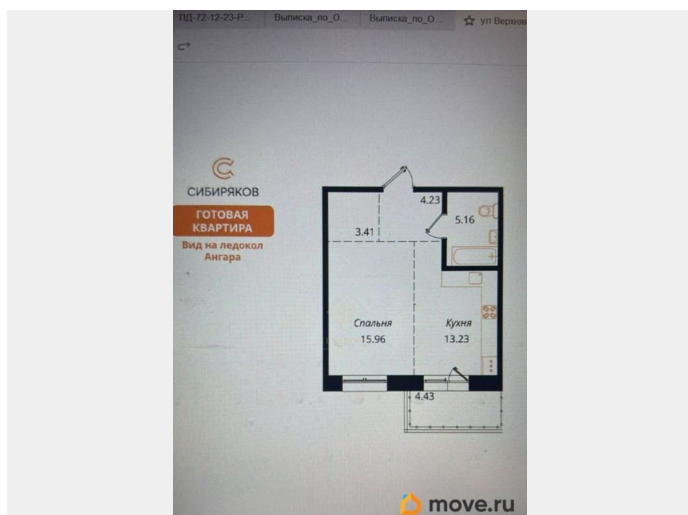 ПД-72-12-23-Р...
Выписка_по_О...
Выписка_по_О...
ул Верхняя
СИБИРЯКОВ
ГОТОВАЯ
КВАРТИРА
Вид на ледокол
Ангара
4.23
5.16
3.41
Спальня
15.96
Кухня
13.23
4.43
move.ru